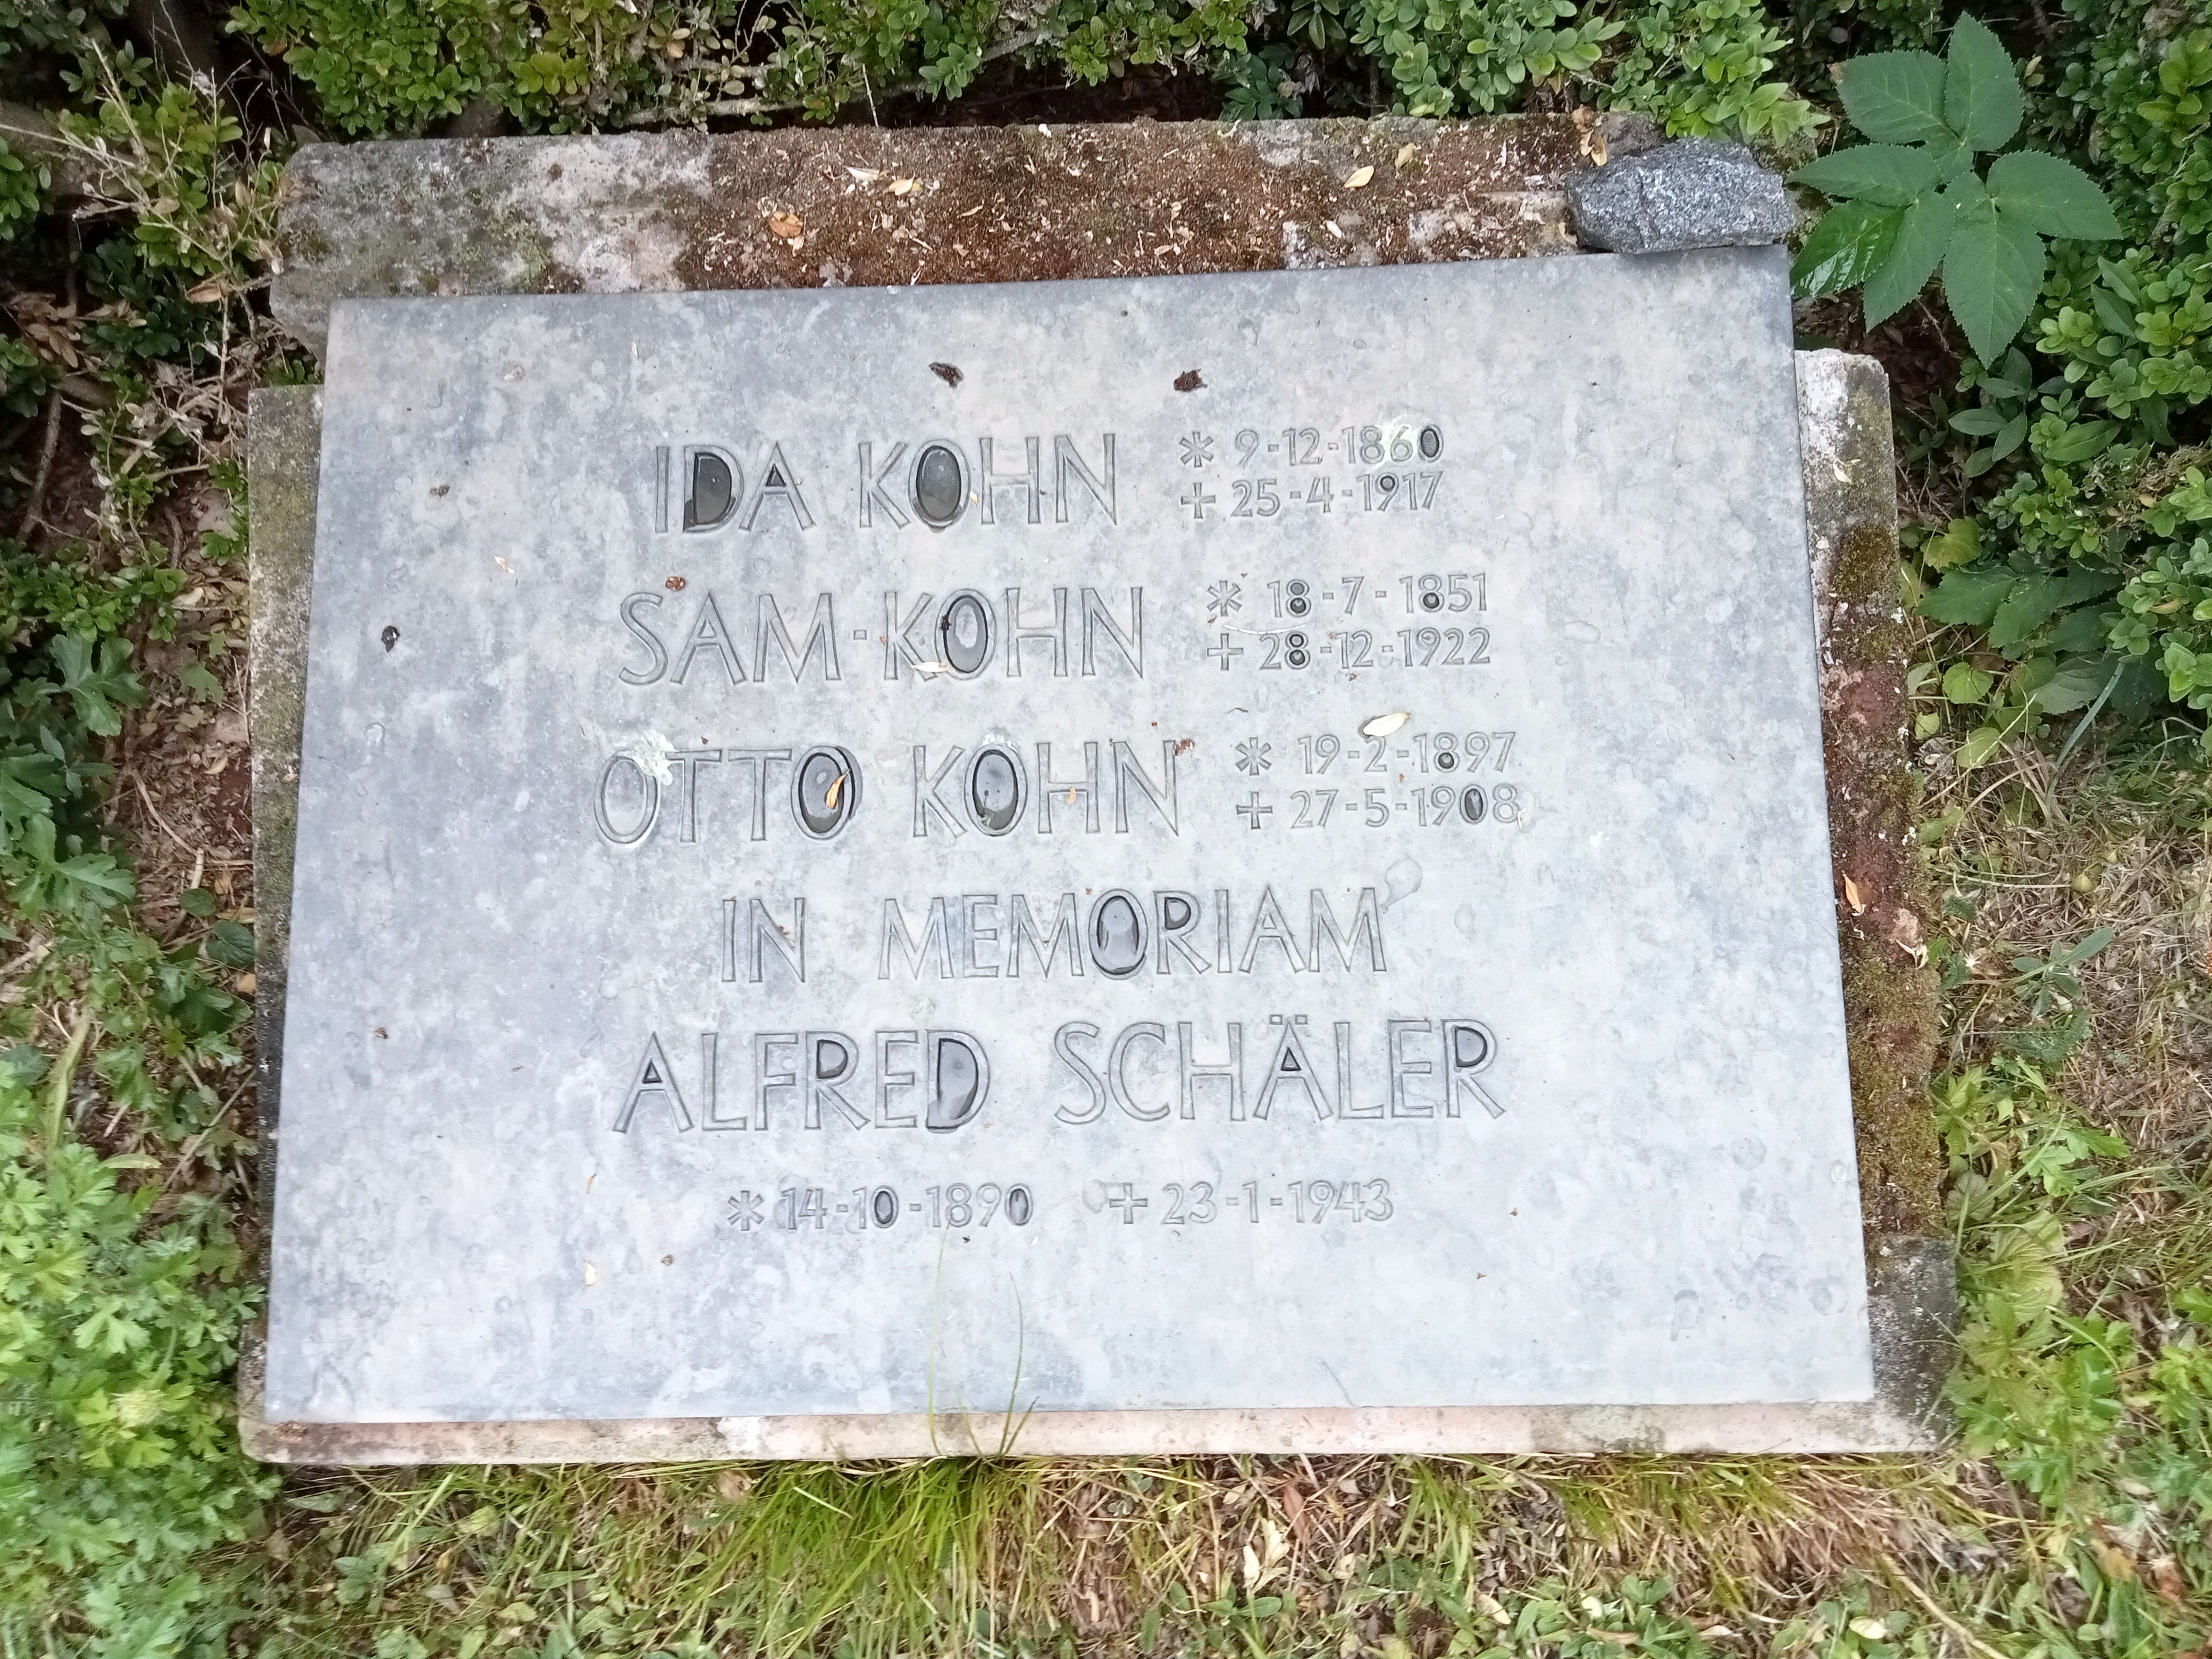 IDA KOHN * 9-12-1860
+ 25-4-1917
SAM-KOHN * 18-7-1851
+ 28-12-1922
OTTO KOHN * 19-2-1897
+ 27-5-1908
IN MEMORIAM
ALFRED SCHÄLER
* 14-10-1890 + 23-1-1943